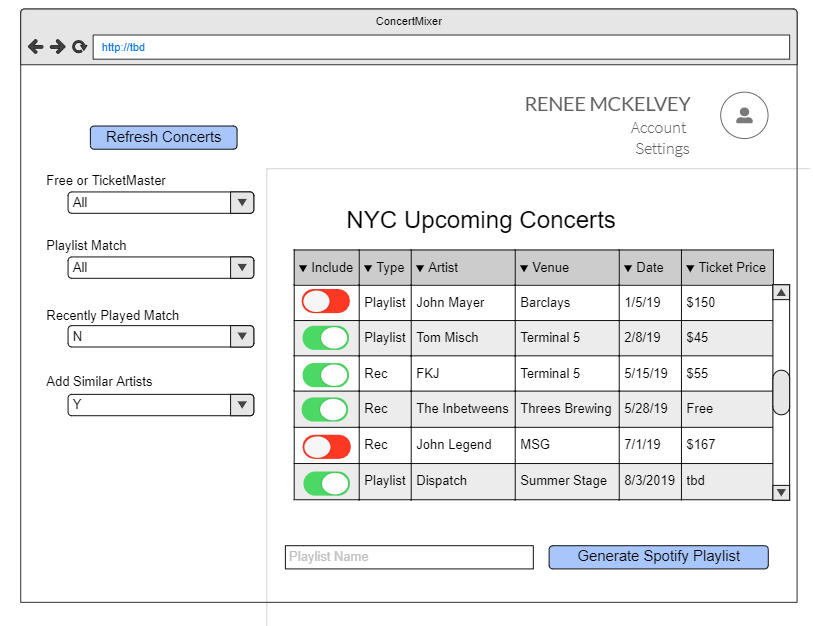 ConcertMixer
http://tbd
RENEE MCKELVEY
Account
Settings
Refresh Concerts
Free or TicketMaster
All
Playlist Match
All
Recently Played Match
N
Add Similar Artists
Y
NYC Upcoming Concerts
Include Type Artist Venue Date Ticket Price
Playlist John Mayer Barclays 1/5/19 $150
Playlist Tom Misch Terminal 5 2/8/19 $45
Rec FKJ Terminal 5 5/15/19 $55
Rec The Inbetweens Threes Brewing 5/28/19 Free
Rec John Legend MSG 7/1/19 $167
Playlist Dispatch Summer Stage 8/3/2019 tbd
Playlist Name
Generate Spotify Playlist